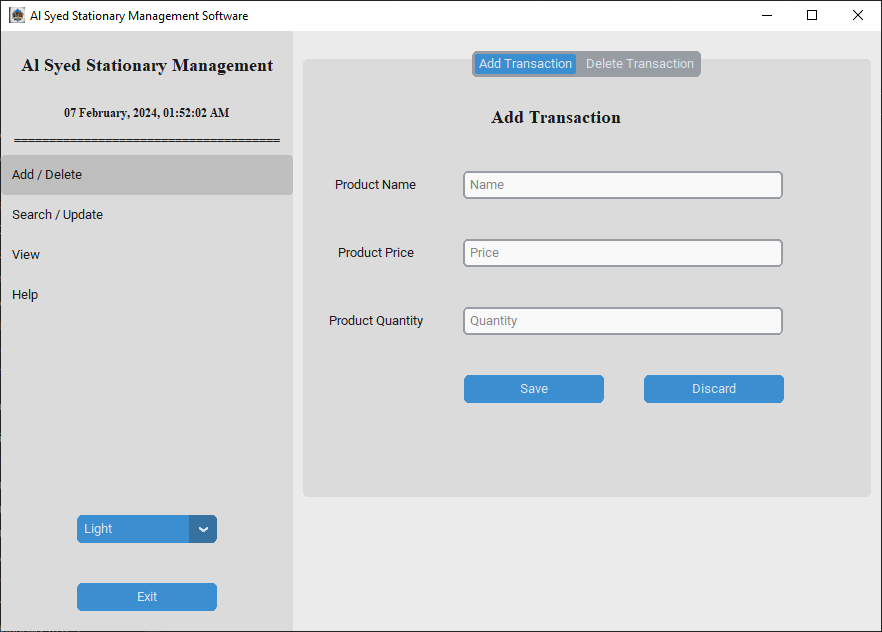 Al Syed Stationary Management Software
Al Syed Stationary Management
07 February, 2024, 01:52:02 AM
======================================
Add / Delete
Search / Update
View
Help
Light
Exit
Add Transaction Delete Transaction
Add Transaction
Product Name Name
Product Price Price
Product Quantity Quantity
Save Discard